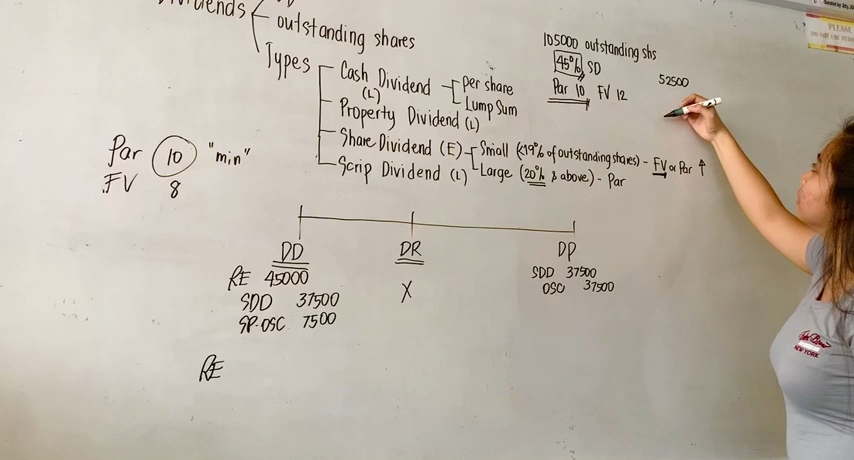 outstanding shares
Types
Cash Dividend (L) Per share
Lump Sum
Property Dividend (L)
Share Dividend (E) Small (<19% of outstanding shares) - FV or Par ↑
Large (20% & above) - Par
Scrip Dividend (L)
105000 outstanding shs
45% SD
Par 10 FV 12
52500
Par 10 "min"
FV 8
DD DR DP
RE 45000
SDD 37500
SP-OSC 7500
X
SDD 37500
OSC 37500
RE
NEW YORK